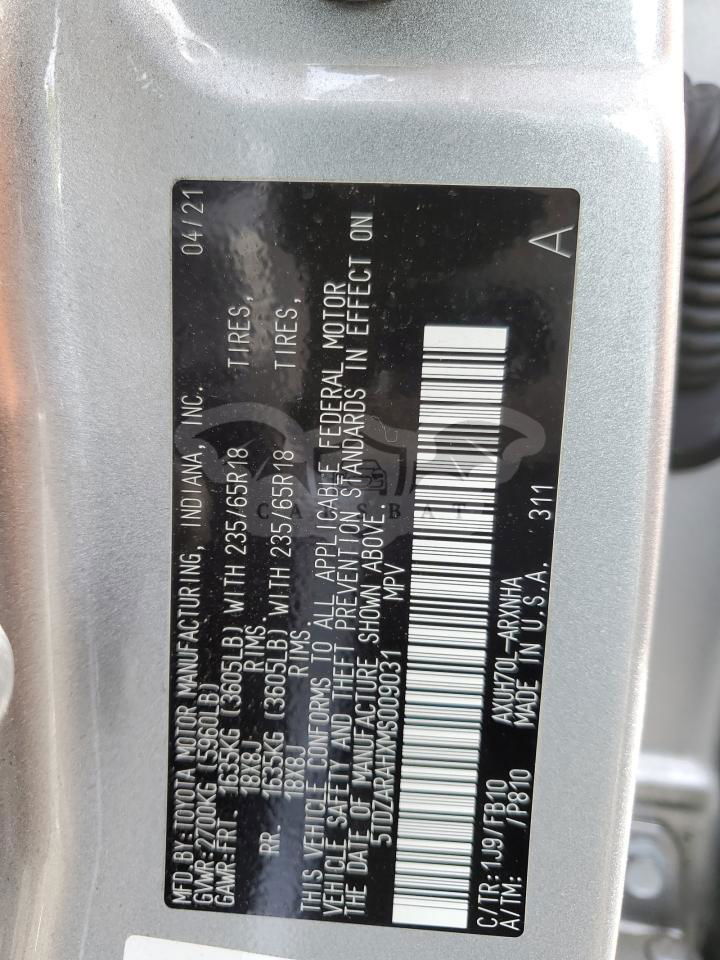 MFD.BY:TOYOTA MOTOR MANUFACTURING, INDIANA, INC. 04/21
GVWR:2700KG (5960LB)
GAWR:FRT. 1635KG (3605LB) WITH 235/65R18 TIRES,
18X8J RIMS.
RR. 1635KG (3605LB) WITH 235/65R18 TIRES,
18X8J RIMS.
THIS VEHICLE CONFORMS TO ALL APPLICABLE FEDERAL MOTOR
VEHICLE SAFETY AND THEFT PREVENTION STANDARDS IN EFFECT ON
THE DATE OF MANUFACTURE SHOWN ABOVE.
5TDZARAHXMS009031 MPV
C/TR:1J9/FB10 AXUH70L-ARXNHA
A/TM: /P810 MADE IN U.S.A. 311 A
CARSBAT